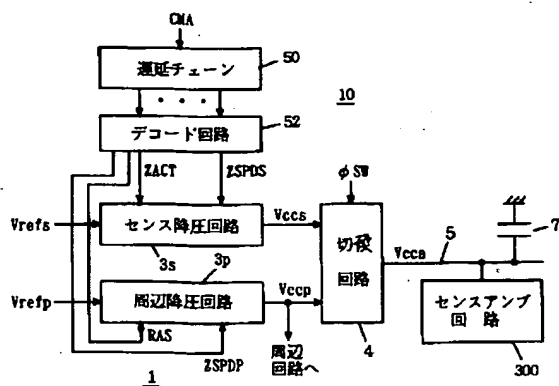 CMA
遅延チェーン
50
10
デコード回路
52
ZACT
ZSPDS
φSW
Vrefs
センス降圧回路
Vccs
3s
切換
回路
Vcca
5
7
3p
Vrefp
周辺降圧回路
Vccp
4
センスアンプ
回路
300
RAS
ZSPDP
周辺
回路へ
1